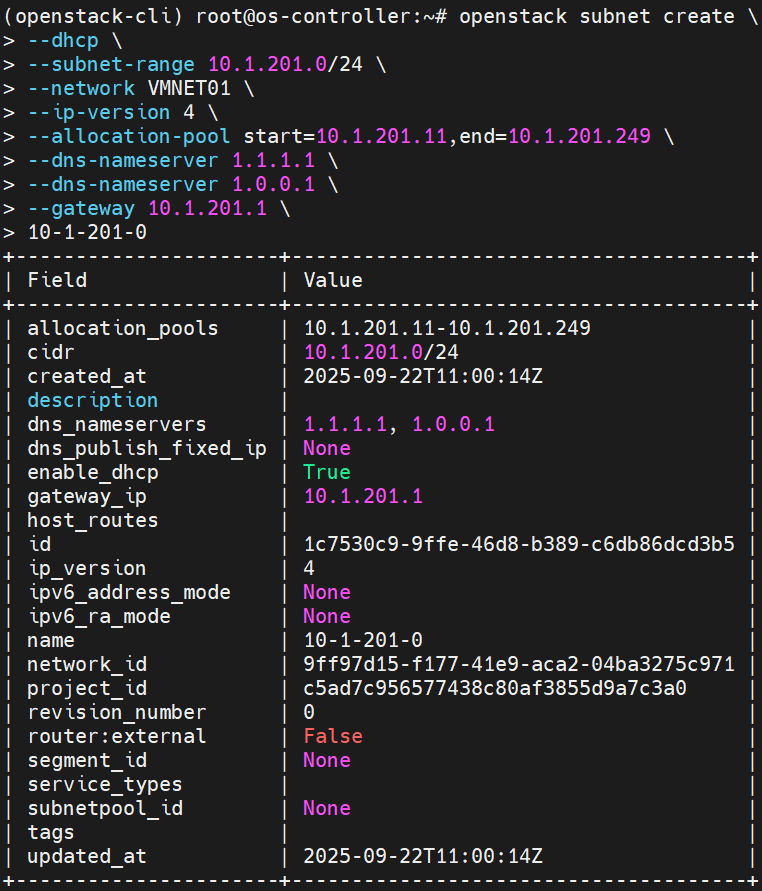 (openstack-cli) root@os-controller:~# openstack subnet create \
> --dhcp \
> --subnet-range 10.1.201.0/24 \
> --network VMNET01 \
> --ip-version 4 \
> --allocation-pool start=10.1.201.11,end=10.1.201.249 \
> --dns-nameserver 1.1.1.1 \
> --dns-nameserver 1.0.0.1 \
> --gateway 10.1.201.1 \
> 10-1-201-0
+----------------------+--------------------------------------+
| Field                | Value                                |
+----------------------+--------------------------------------+
| allocation_pools     | 10.1.201.11-10.1.201.249             |
| cidr                 | 10.1.201.0/24                        |
| created_at           | 2025-09-22T11:00:14Z                 |
| description          |                                      |
| dns_nameservers      | 1.1.1.1, 1.0.0.1                     |
| dns_publish_fixed_ip | None                                 |
| enable_dhcp          | True                                 |
| gateway_ip           | 10.1.201.1                           |
| host_routes          |                                      |
| id                   | 1c7530c9-9ffe-46d8-b389-c6db86dcd3b5 |
| ip_version           | 4                                    |
| ipv6_address_mode    | None                                 |
| ipv6_ra_mode         | None                                 |
| name                 | 10-1-201-0                           |
| network_id           | 9ff97d15-f177-41e9-aca2-04ba3275c971 |
| project_id           | c5ad7c956577438c80af3855d9a7c3a0     |
| revision_number      | 0                                    |
| router:external      | False                                |
| segment_id           | None                                 |
| service_types        |                                      |
| subnetpool_id        | None                                 |
| tags                 |                                      |
| updated_at           | 2025-09-22T11:00:14Z                 |
+----------------------+--------------------------------------+